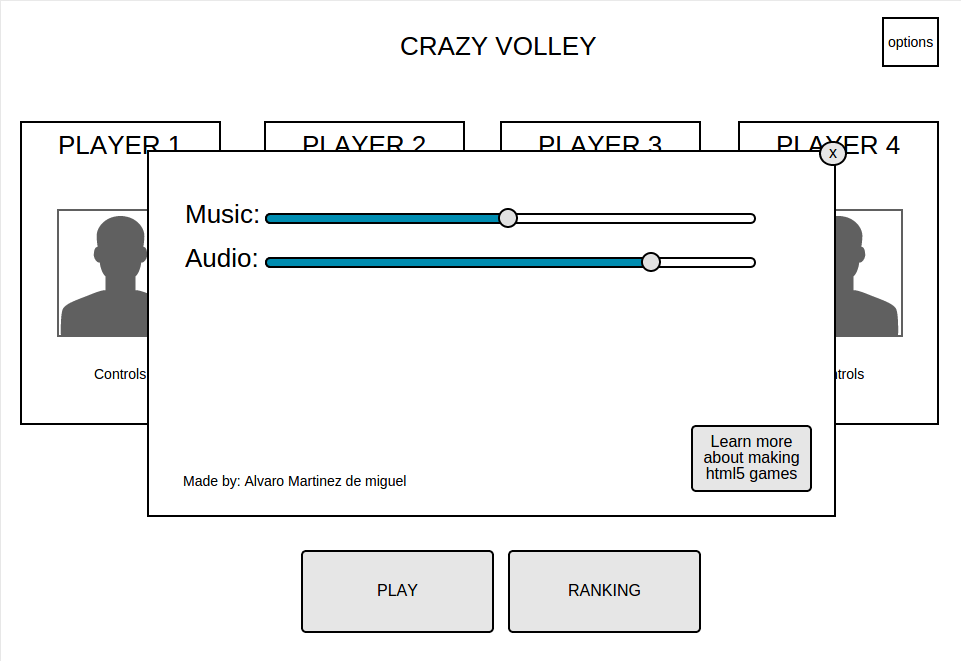 CRAZY VOLLEY
options
PLAYER 1
PLAYER 2
PLAYER 3
PLAYER 4
x
Music:
Audio:
Controls
ntrols
Learn more
about making
html5 games
Made by: Alvaro Martinez de miguel
PLAY
RANKING